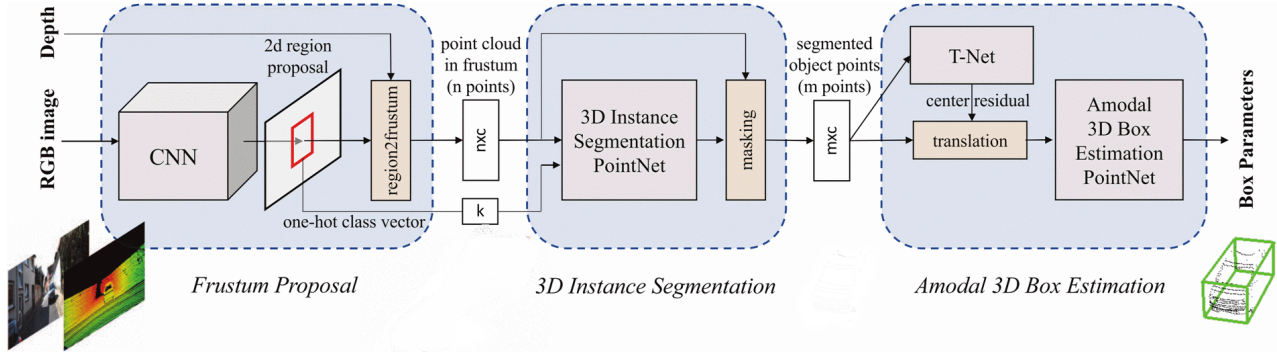 Depth
RGB image
CNN
2d region
proposal
region2frustum
one-hot class vector
Frustum Proposal
point cloud
in frustum
(n points)
nxc
k
3D Instance
Segmentation
PointNet
masking
3D Instance Segmentation
segmented
object points
(m points)
mxc
T-Net
center residual
translation
Amodal
3D Box
Estimation
PointNet
Amodal 3D Box Estimation
Box Parameters